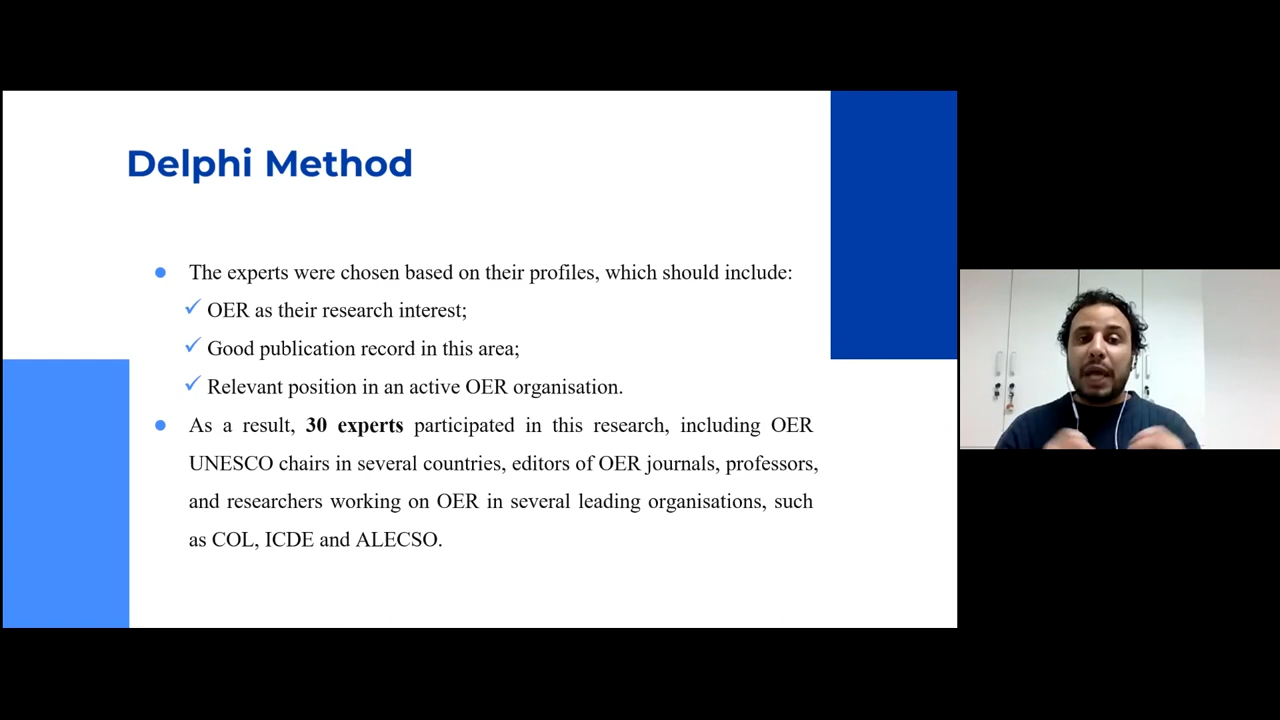 Delphi Method
The experts were chosen based on their profiles, which should include:
OER as their research interest;
Good publication record in this area;
Relevant position in an active OER organisation.
As a result, 30 experts participated in this research, including OER
UNESCO chairs in several countries, editors of OER journals, professors,
and researchers working on OER in several leading organisations, such
as COL, ICDE and ALECSO.